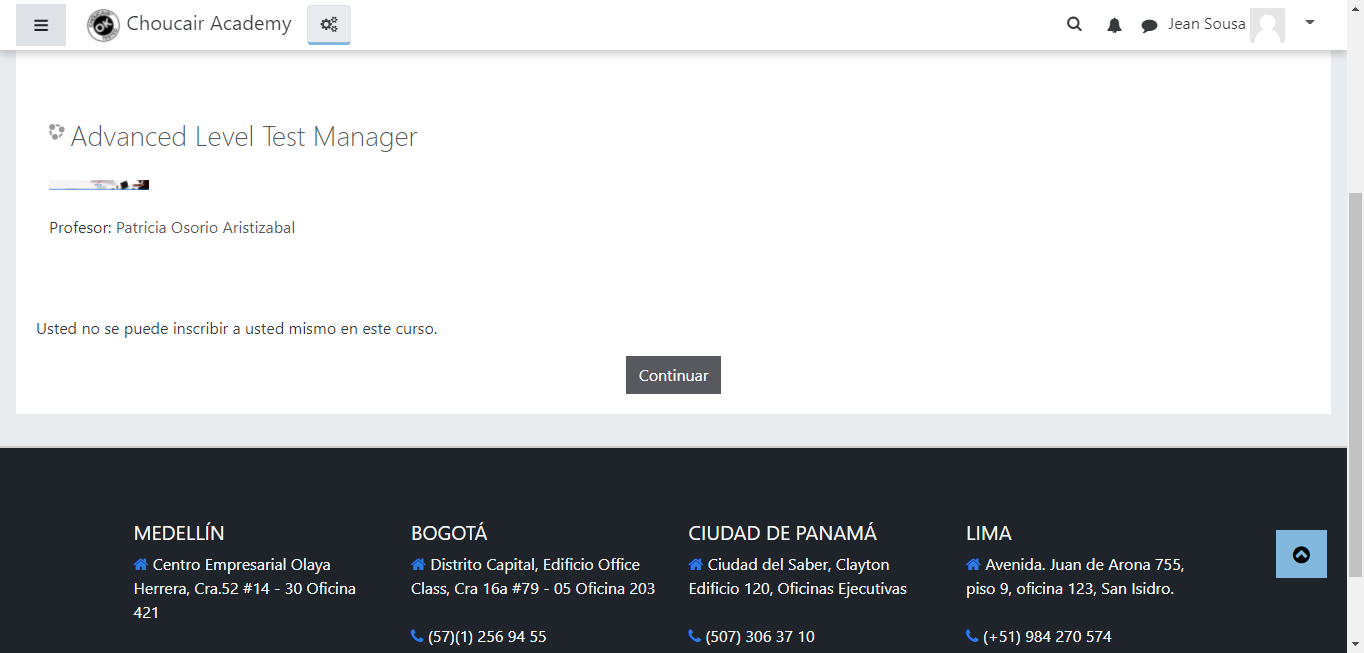 Choucair Academy
Jean Sousa
Advanced Level Test Manager
Profesor: Patricia Osorio Aristizabal
Usted no se puede inscribir a usted mismo en este curso.
Continuar
MEDELLÍN
Centro Empresarial Olaya
Herrera, Cra.52 #14 - 30 Oficina
421
BOGOTÁ
Distrito Capital, Edificio Office
Class, Cra 16a #79 - 05 Oficina 203
(57)(1) 256 94 55
CIUDAD DE PANAMÁ
Ciudad del Saber, Clayton
Edificio 120, Oficinas Ejecutivas
(507) 306 37 10
LIMA
Avenida. Juan de Arona 755,
piso 9, oficina 123, San Isidro.
(+51) 984 270 574